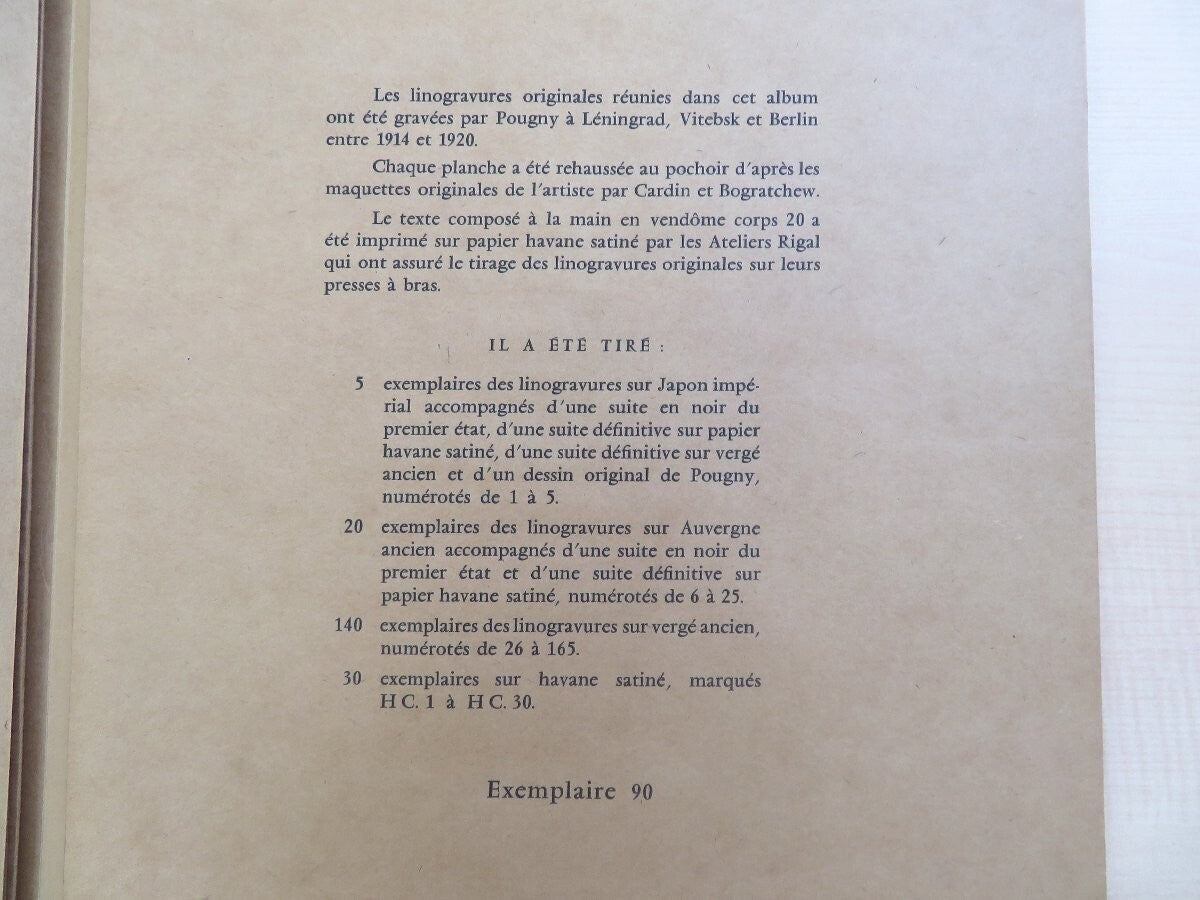 Les linogravures originales réunies dans cet album
ont été gravées par Pougny à Léningrad, Vitebsk et Berlin
entre 1914 et 1920.
Chaque planche a été rehaussée au pochoir d'après les
maquettes originales de l'artiste par Cardin et Bogratchew.
Le texte composé à la main en vendôme corps 20 a
été imprimé sur papier havane satiné par les Ateliers Rigal
qui ont assuré le tirage des linogravures originales sur leurs
presses à bras.
IL A ÉTÉ TIRÉ :
5 exemplaires des linogravures sur Japon impé-
rial accompagnés d'une suite en noir du
premier état, d'une suite définitive sur papier
havane satiné, d'une suite définitive sur vergé
ancien et d'un dessin original de Pougny,
numérotés de 1 à 5.
20 exemplaires des linogravures sur Auvergne
ancien accompagnés d'une suite en noir du
premier état et d'une suite définitive sur
papier havane satiné, numérotés de 6 à 25.
140 exemplaires des linogravures sur vergé ancien,
numérotés de 26 à 165.
30 exemplaires sur havane satiné, marqués
H C. 1 à H C. 30.
Exemplaire 90